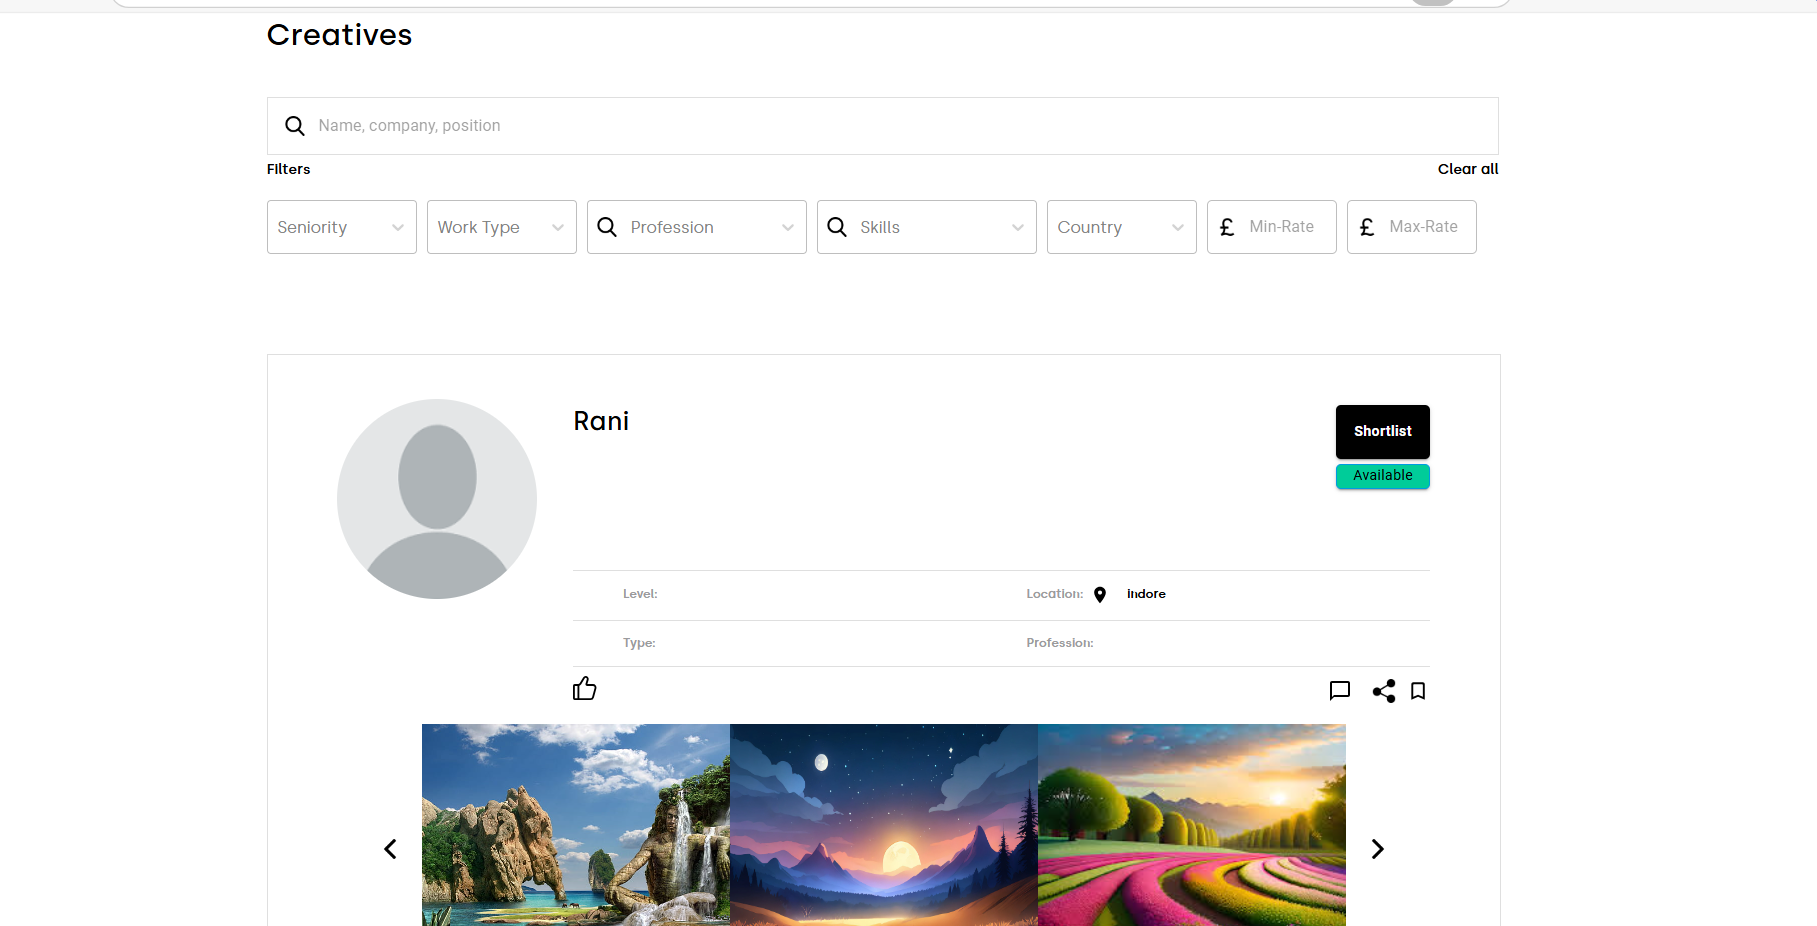 Creatives
Name, company, position
Filters
Clear all
Seniority
Work Type
Profession
Skills
Country
£ Min-Rate
£ Max-Rate
Rani
Shortlist
Available
Level:
Location: indore
Type:
Profession: